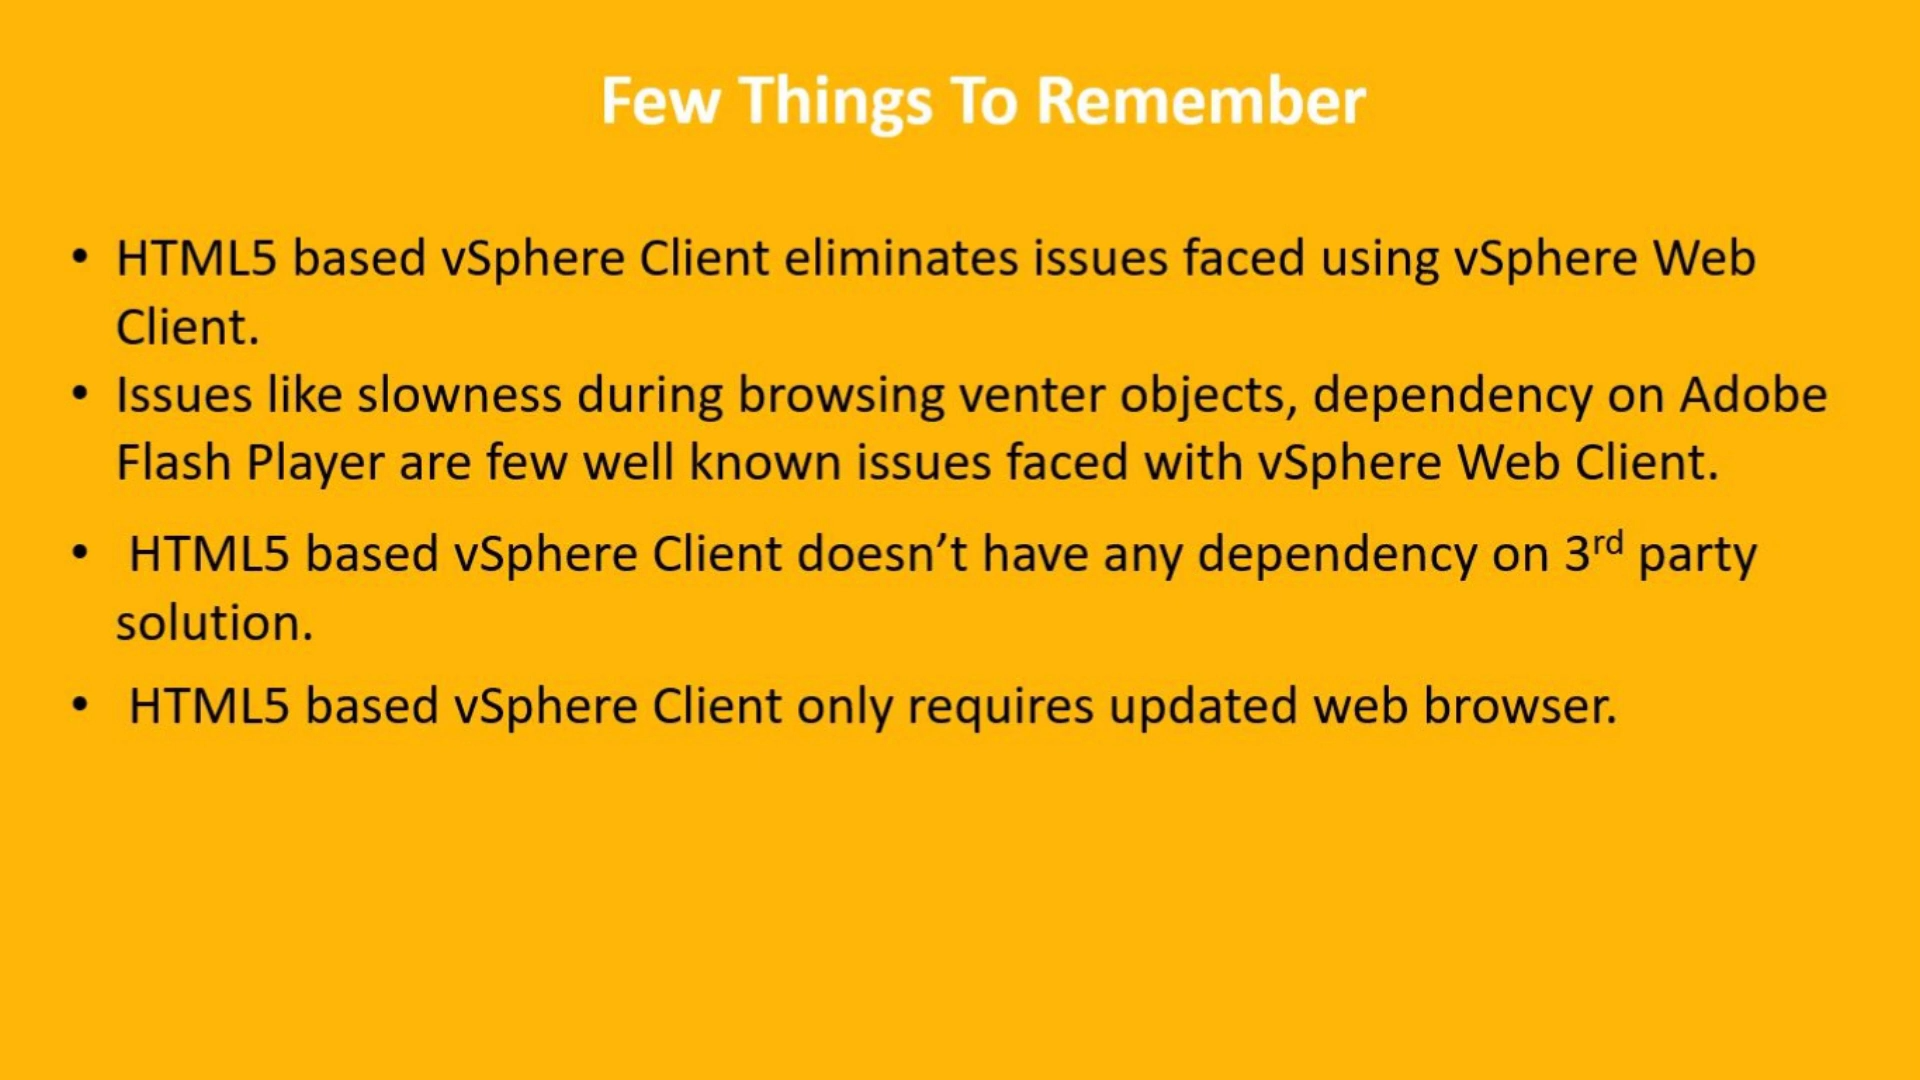 Few Things To Remember
• HTML5 based vSphere Client eliminates issues faced using vSphere Web
Client.
• Issues like slowness during browsing venter objects, dependency on Adobe
Flash Player are few well known issues faced with vSphere Web Client.
• HTML5 based vSphere Client doesn’t have any dependency on 3rd party
solution.
• HTML5 based vSphere Client only requires updated web browser.